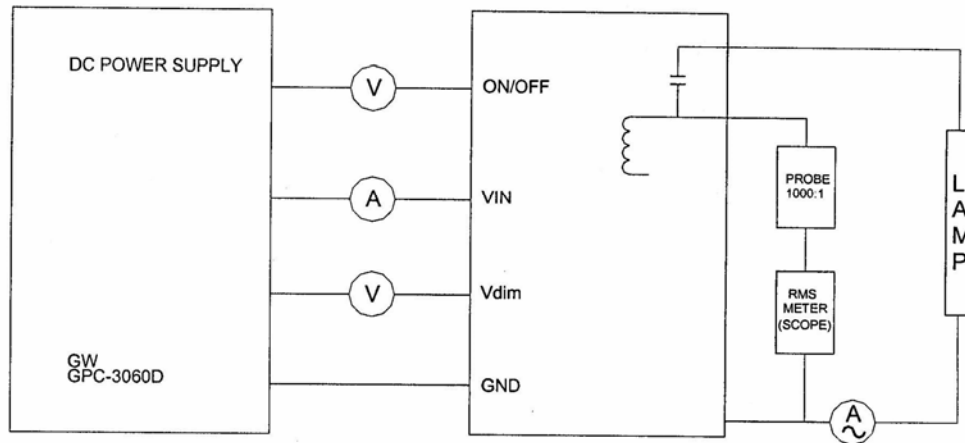 DC POWER SUPPLY
GW
GPC-3060D
V
A
V
ON/OFF
VIN
Vdim
GND
PROBE
1000:1
RMS
METER
(SCOPE)
A
L
A
M
P